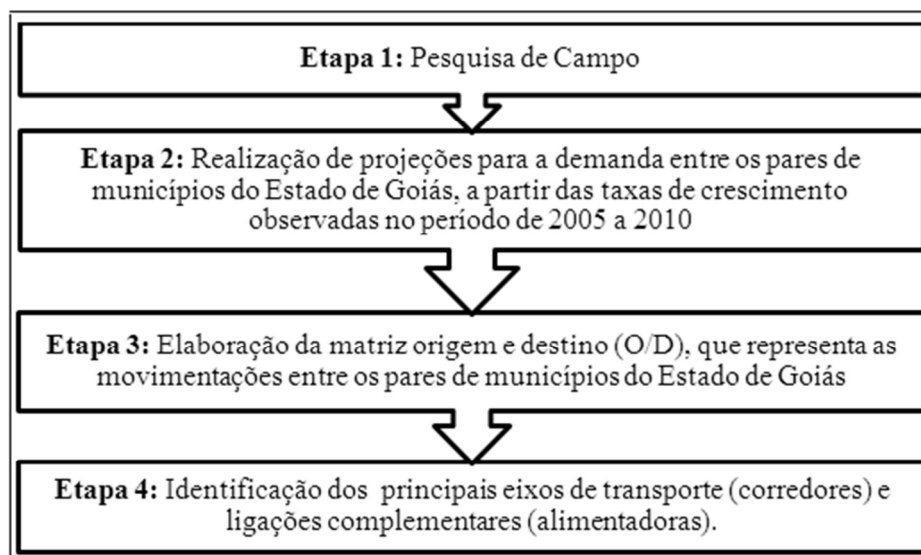 Etapa 1: Pesquisa de Campo
Etapa 2: Realização de projeções para a demanda entre os pares de
municípios do Estado de Goiás, a partir das taxas de crescimento
observadas no período de 2005 a 2010
Etapa 3: Elaboração da matriz origem e destino (O/D), que representa as
movimentações entre os pares de municípios do Estado de Goiás
Etapa 4: Identificação dos principais eixos de transporte (corredores) e
ligações complementares (alimentadoras).